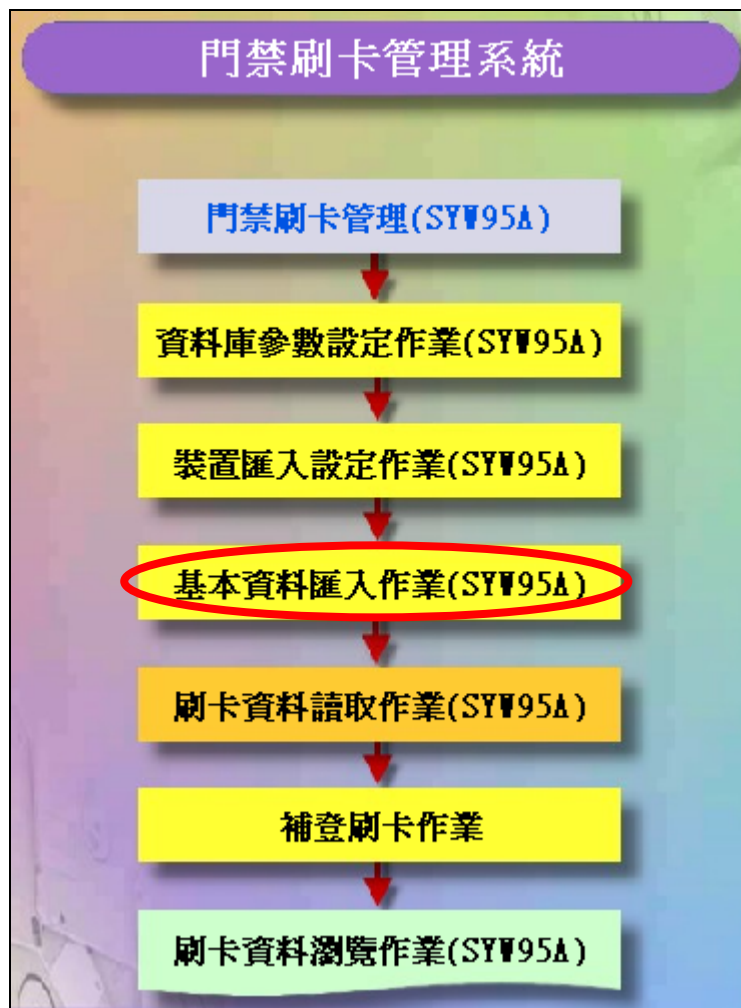 門禁刷卡管理系統
門禁刷卡管理(SYW95A)
資料庫參數設定作業(SYW95A)
裝置匯入設定作業(SYW95A)
基本資料匯入作業(SYW95A)
刷卡資料讀取作業(SYW95A)
補登刷卡作業
刷卡資料瀏覽作業(SYW95A)